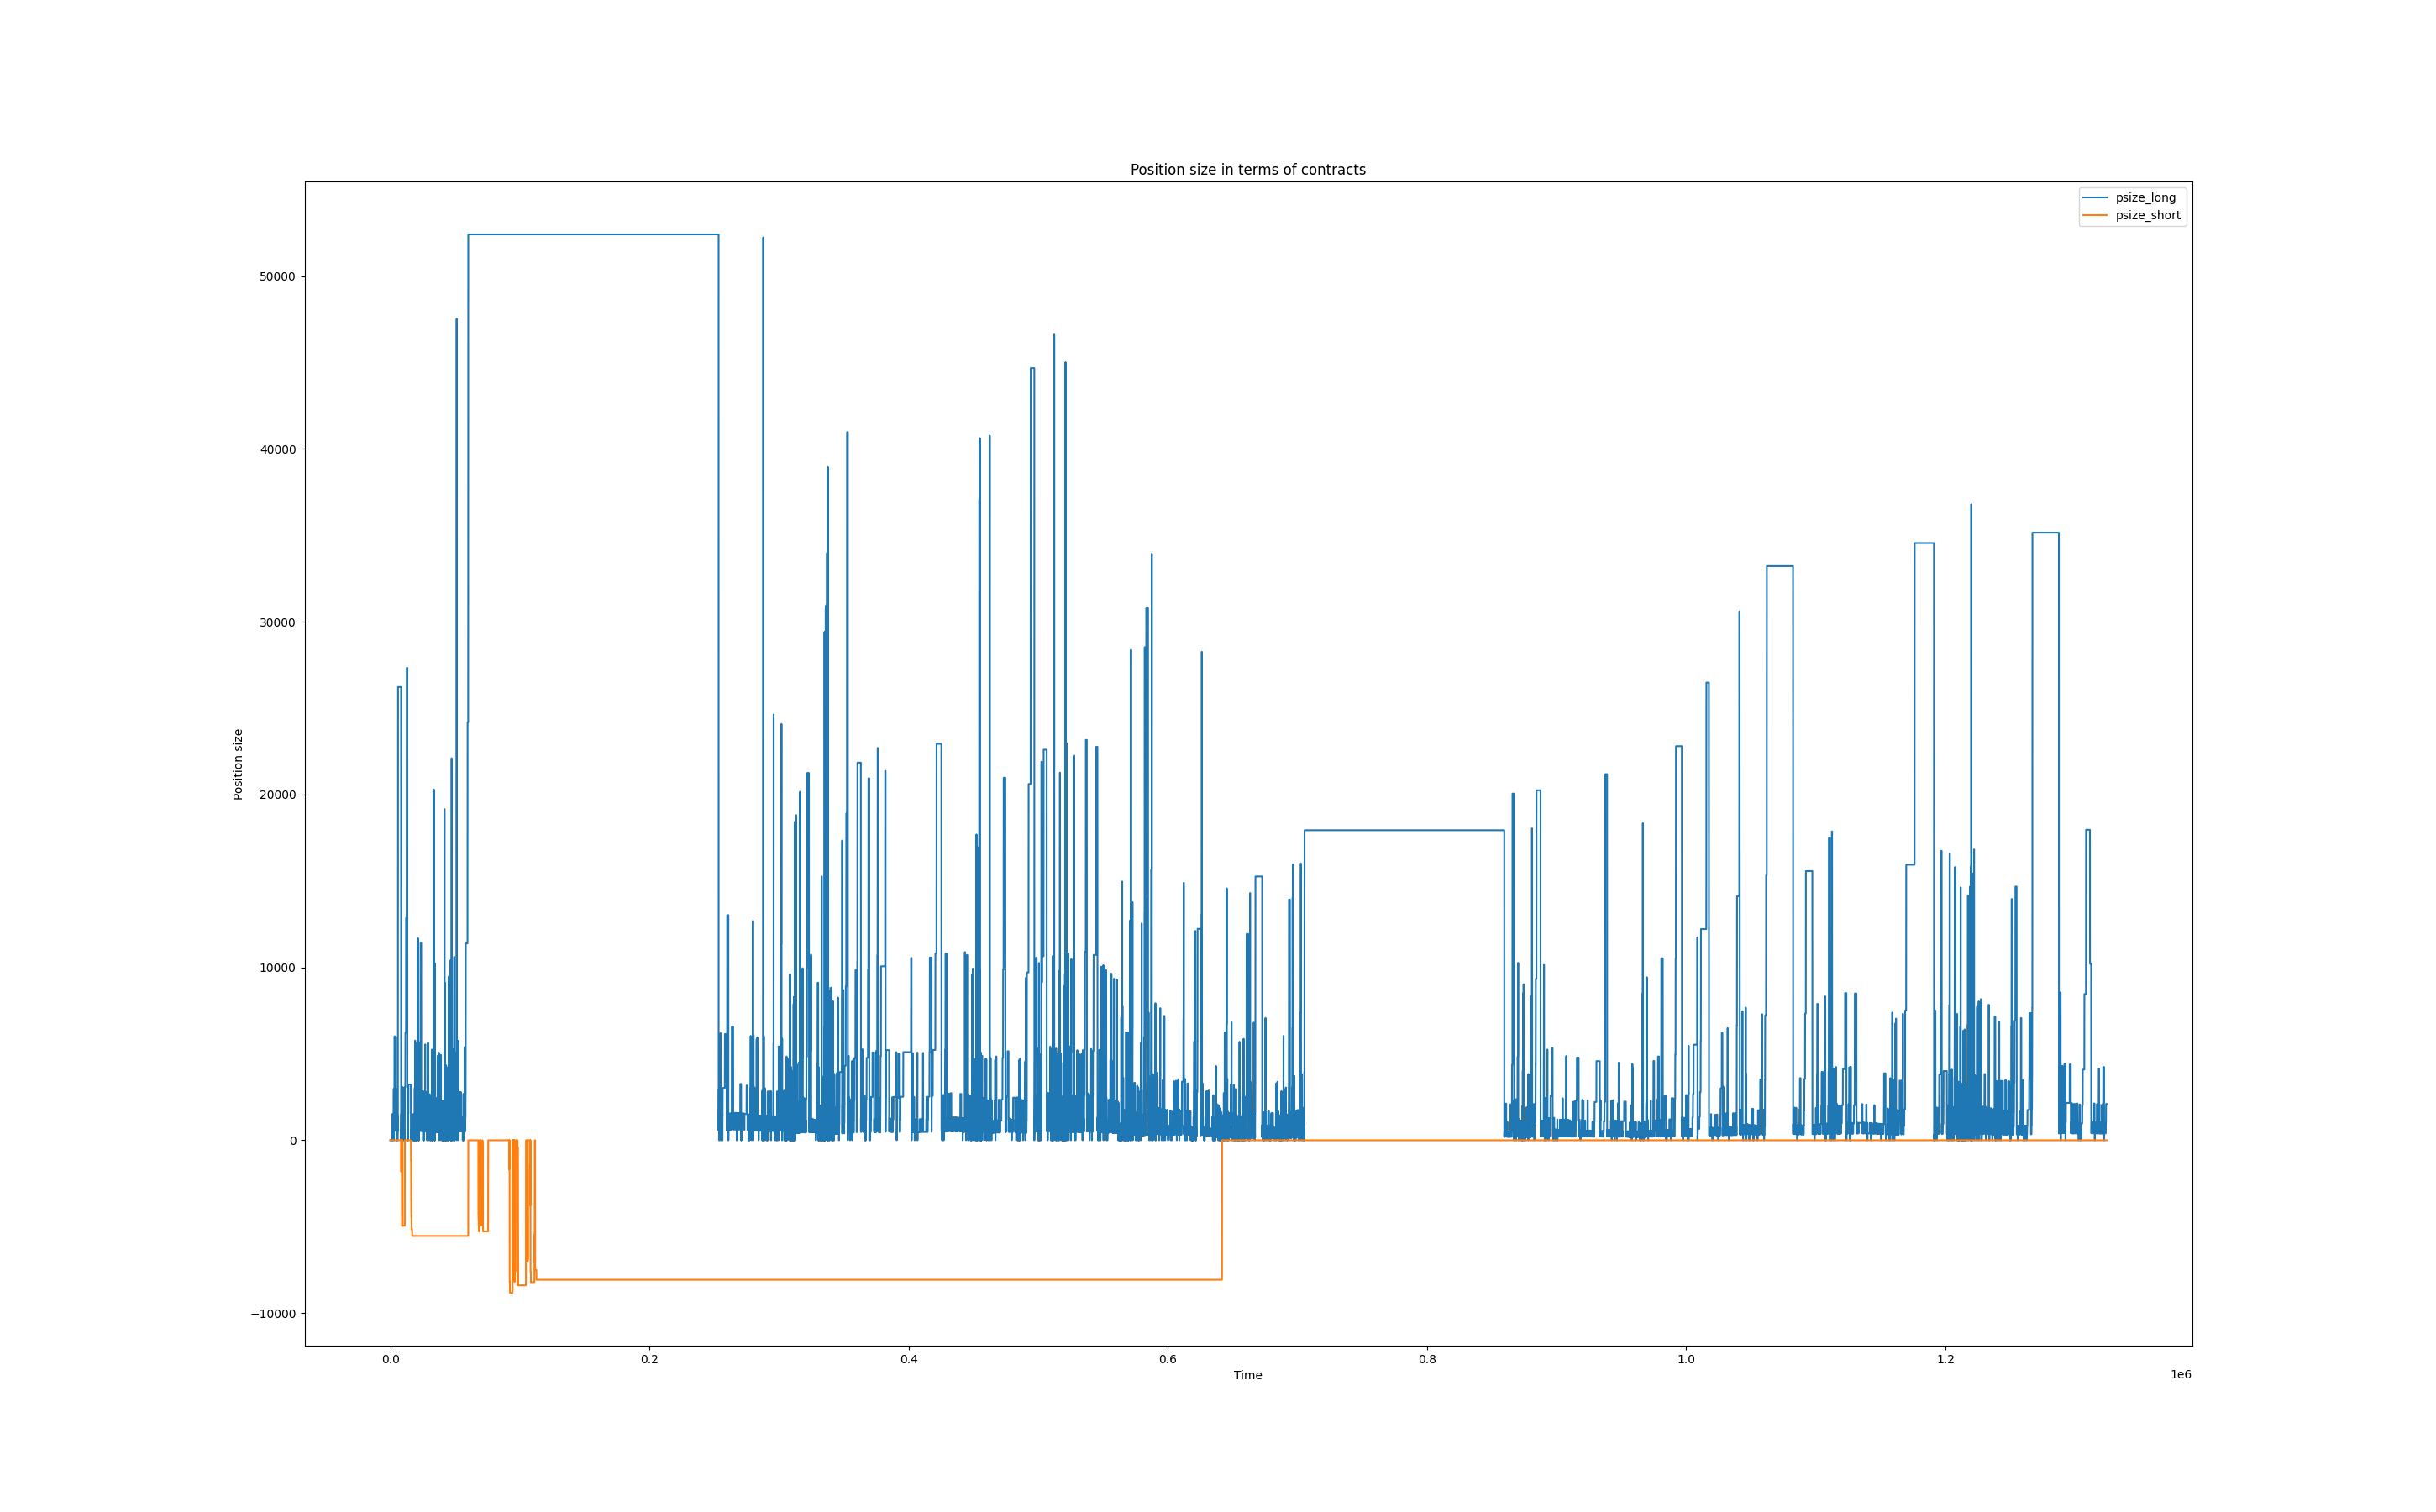 Position size in terms of contracts
psize_long
psize_short
Position size
50000
40000
30000
20000
10000
0
−10000
0.0
0.2
0.4
0.6
0.8
1.0
1.2
Time
1e6